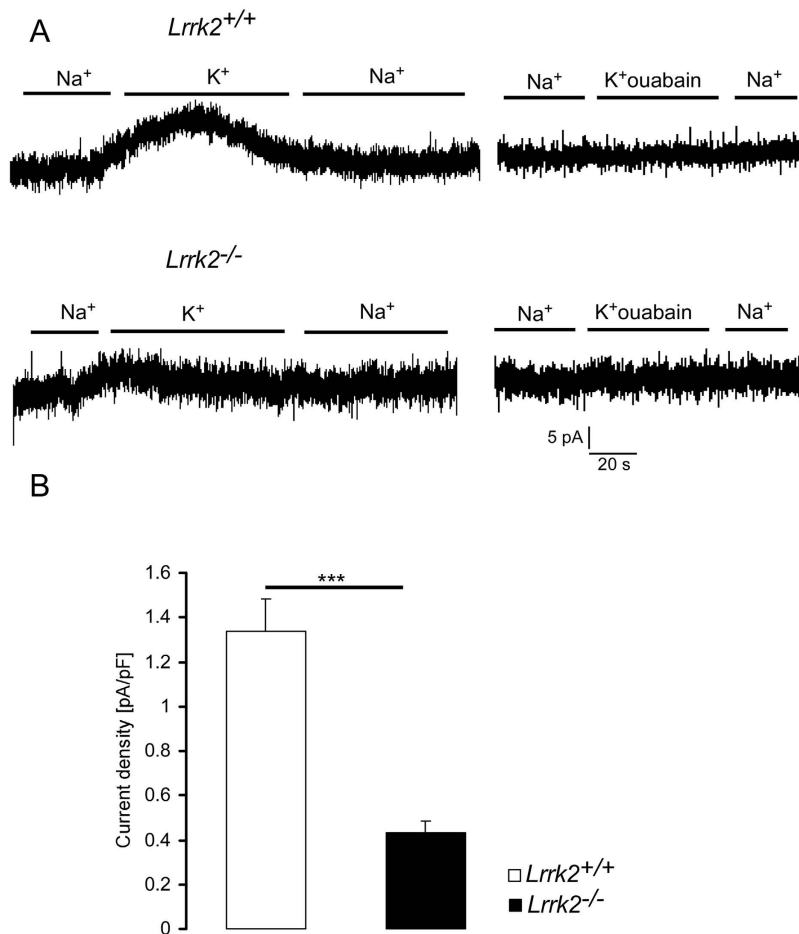 A
Lrrk2+/+
Na+ K+ Na+ Na+ K+ouabain Na+
Lrrk2-/-
Na+ K+ Na+ Na+ K+ouabain Na+
5 pA
20 s
B
Current density [pA/pF]
1.6
1.4
1.2
1
0.8
0.6
0.4
0.2
0
***
Lrrk2+/+
Lrrk2-/-